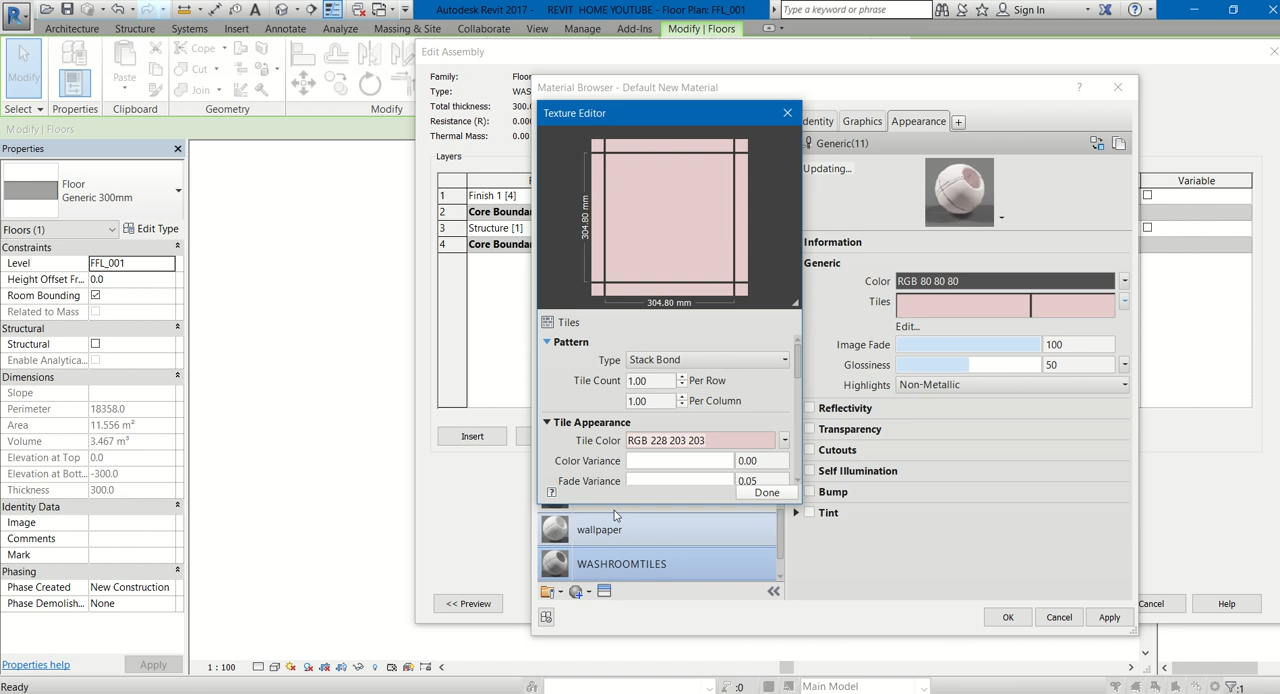 Autodesk Revit 2017 - REVIT HOME YOUTUBE - Floor Plan: FFL_001
Type a keyword or phrase
Sign In
Architecture Structure Systems Insert Annotate Analyze Massing & Site Collaborate View Manage Add-Ins Modify | Floors
Modify
Paste
Cope
Cut
Join
Select Properties Clipboard Geometry Modify
Modify | Floors
Properties
Floor
Generic 300mm
Floors (1)
Edit Type
Constraints
Level FFL_001
Height Offset Fr... 0.0
Room Bounding
Related to Mass
Structural
Structural
Enable Analytica...
Dimensions
Slope
Perimeter 18358.0
Area 11.556 m²
Volume 3.467 m³
Elevation at Top 0.0
Elevation at Bott... -300.0
Thickness 300.0
Identity Data
Image
Comments
Mark
Phasing
Phase Created New Construction
Phase Demolish... None
Properties help
Apply
Ready
Edit Assembly
Family: Floor
Type: WAS
Total thickness: 300.
Resistance (R): 0.00
Thermal Mass: 0.00
Layers
Variable
1 Finish 1 [4]
2 Core Bounda
3 Structure [1]
4 Core Bounda
Insert
<< Preview
Cancel
Help
Material Browser - Default New Material
?
dentity Graphics Appearance +
Generic(11)
Updating...
Information
Generic
Color RGB 80 80 80
Tiles
Edit...
Image Fade 100
Glossiness 50
Highlights Non-Metallic
Reflectivity
Transparency
Cutouts
Self Illumination
Bump
Tint
wallpaper
WASHROOMTILES
OK
Cancel
Apply
Texture Editor
304.80 mm
304.80 mm
Tiles
Pattern
Type Stack Bond
Tile Count 1.00 Per Row
1.00 Per Column
Tile Appearance
Tile Color RGB 228 203 203
Color Variance 0.00
Fade Variance 0.05
?
Done
1 : 100
:0
Main Model
:1